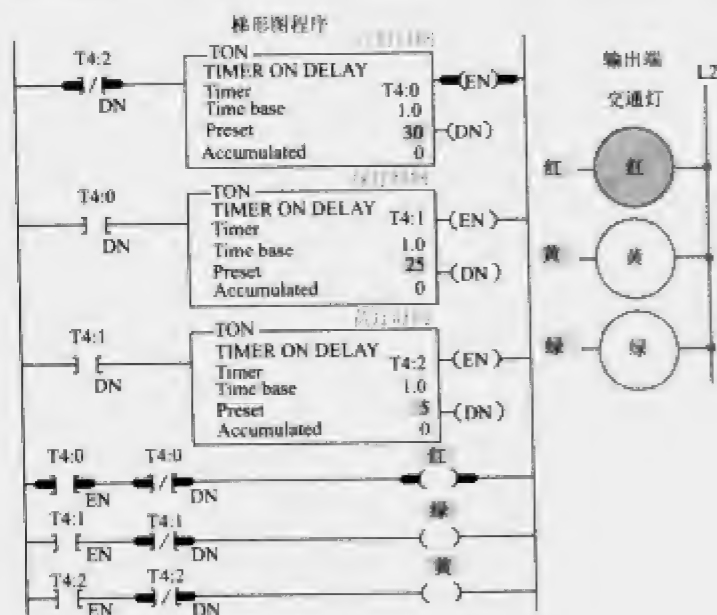 梯形图程序
T4:2
DN
TON
TIMER ON DELAY
Timer T4:0
Time base 1.0
Preset 30
Accumulated 0
(EN)
(DN)
T4:0
DN
TON
TIMER ON DELAY
Timer T4:1
Time base 1.0
Preset 25
Accumulated 0
(EN)
(DN)
T4:1
DN
TON
TIMER ON DELAY
Timer T4:2
Time base 1.0
Preset 5
Accumulated 0
(EN)
(DN)
T4:0 T4:0 红
EN DN
T4:1 T4:1 绿
EN DN
T4:2 T4:2 黄
EN DN
输出端
L2
交通灯
红 红
黄 黄
绿 绿